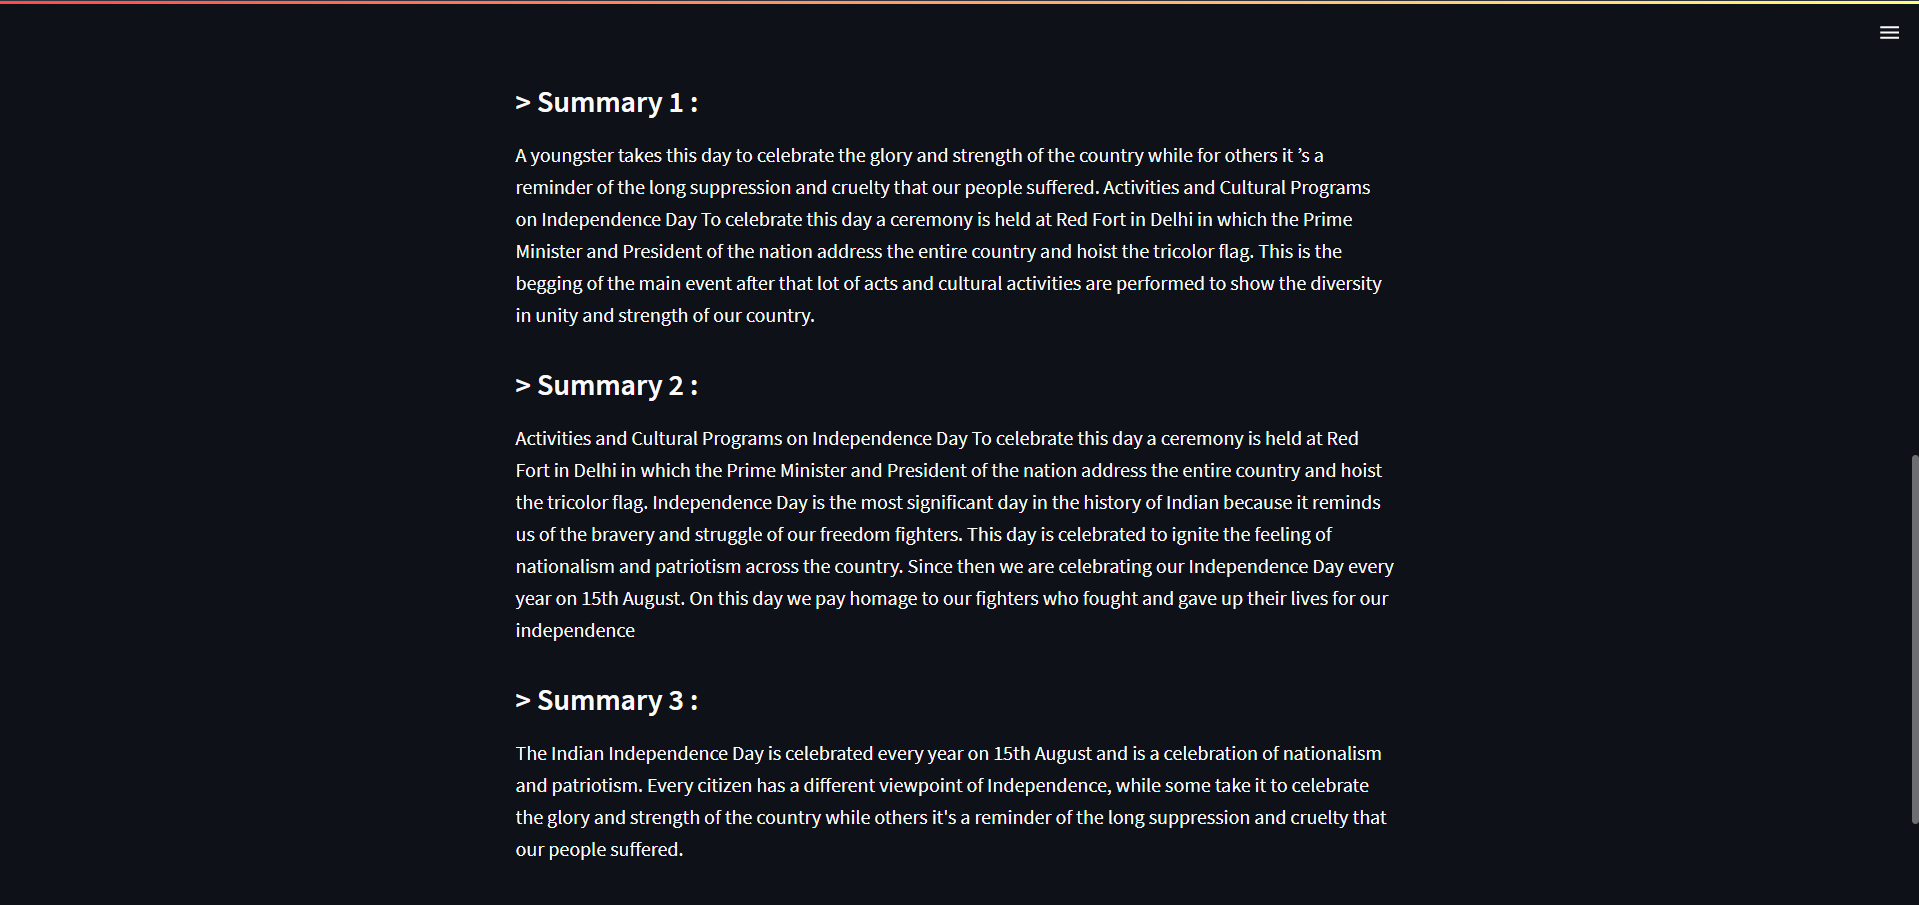 > Summary 1 :
A youngster takes this day to celebrate the glory and strength of the country while for others it ’s a
reminder of the long suppression and cruelty that our people suffered. Activities and Cultural Programs
on Independence Day To celebrate this day a ceremony is held at Red Fort in Delhi in which the Prime
Minister and President of the nation address the entire country and hoist the tricolor flag. This is the
begging of the main event after that lot of acts and cultural activities are performed to show the diversity
in unity and strength of our country.
> Summary 2 :
Activities and Cultural Programs on Independence Day To celebrate this day a ceremony is held at Red
Fort in Delhi in which the Prime Minister and President of the nation address the entire country and hoist
the tricolor flag. Independence Day is the most significant day in the history of Indian because it reminds
us of the bravery and struggle of our freedom fighters. This day is celebrated to ignite the feeling of
nationalism and patriotism across the country. Since then we are celebrating our Independence Day every
year on 15th August. On this day we pay homage to our fighters who fought and gave up their lives for our
independence
> Summary 3 :
The Indian Independence Day is celebrated every year on 15th August and is a celebration of nationalism
and patriotism. Every citizen has a different viewpoint of Independence, while some take it to celebrate
the glory and strength of the country while others it's a reminder of the long suppression and cruelty that
our people suffered.